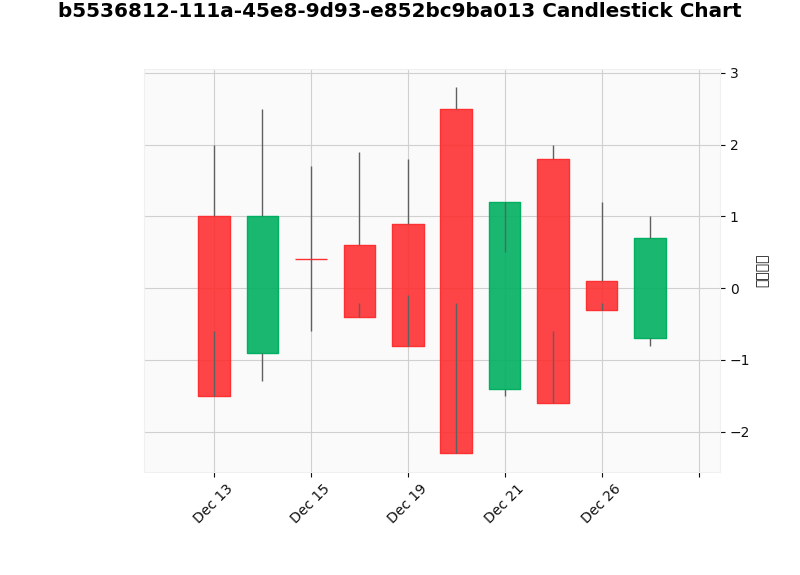 b5536812-111a-45e8-9d93-e852bc9ba013 Candlestick Chart
3
2
1
0
−1
−2
Dec 13
Dec 15
Dec 19
Dec 21
Dec 26